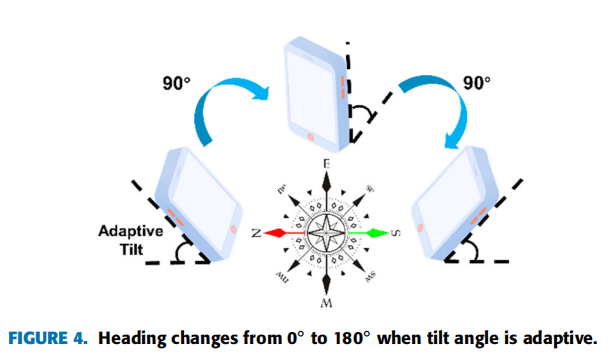 90°
90°
E
ne
se
Adaptive
Tilt
N
S
nw
sw
W
FIGURE 4. Heading changes from 0° to 180° when tilt angle is adaptive.